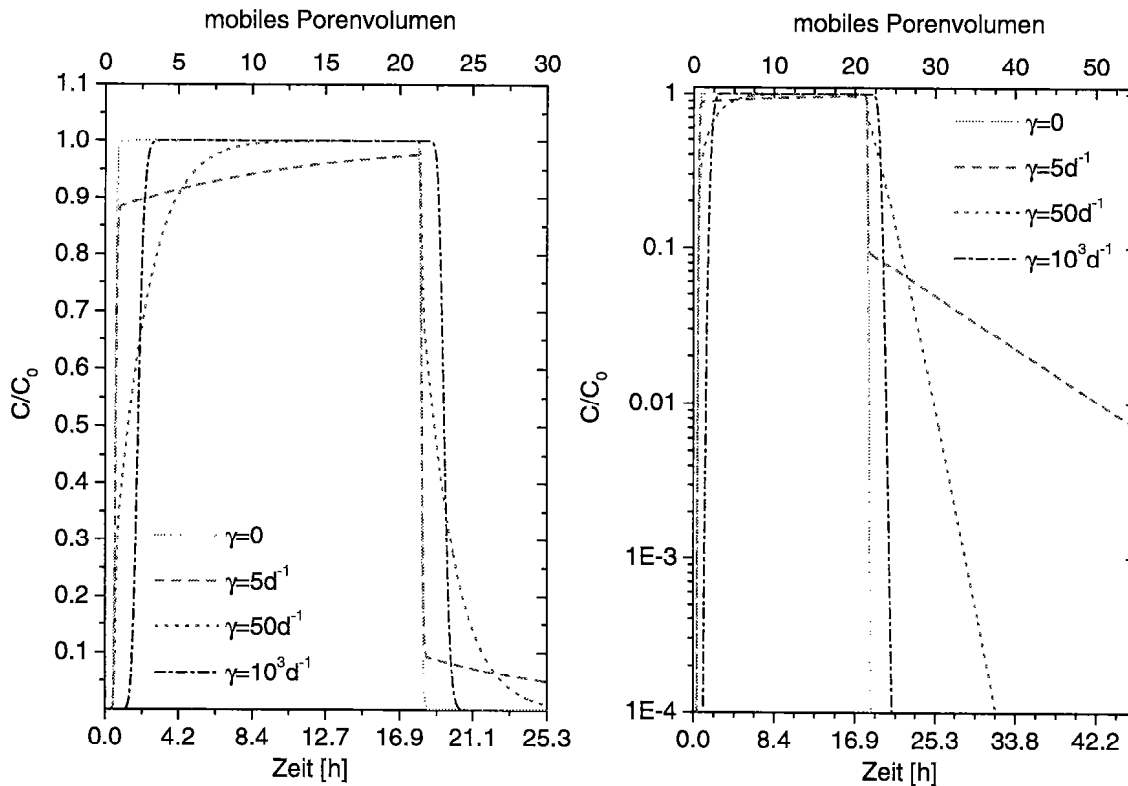 mobiles Porenvolumen
0 5 10 15 20 25 30
1.1
1.0
0.9
0.8
0.7
0.6
0.5
0.4
0.3
0.2
0.1
C/C₀
γ=0
γ=5d⁻¹
γ=50d⁻¹
γ=10³d⁻¹
0.0 4.2 8.4 12.7 16.9 21.1 25.3
Zeit [h]
mobiles Porenvolumen
0 10 20 30 40 50
1
0.1
0.01
1E-3
1E-4
C/C₀
γ=0
γ=5d⁻¹
γ=50d⁻¹
γ=10³d⁻¹
0.0 8.4 16.9 25.3 33.8 42.2
Zeit [h]